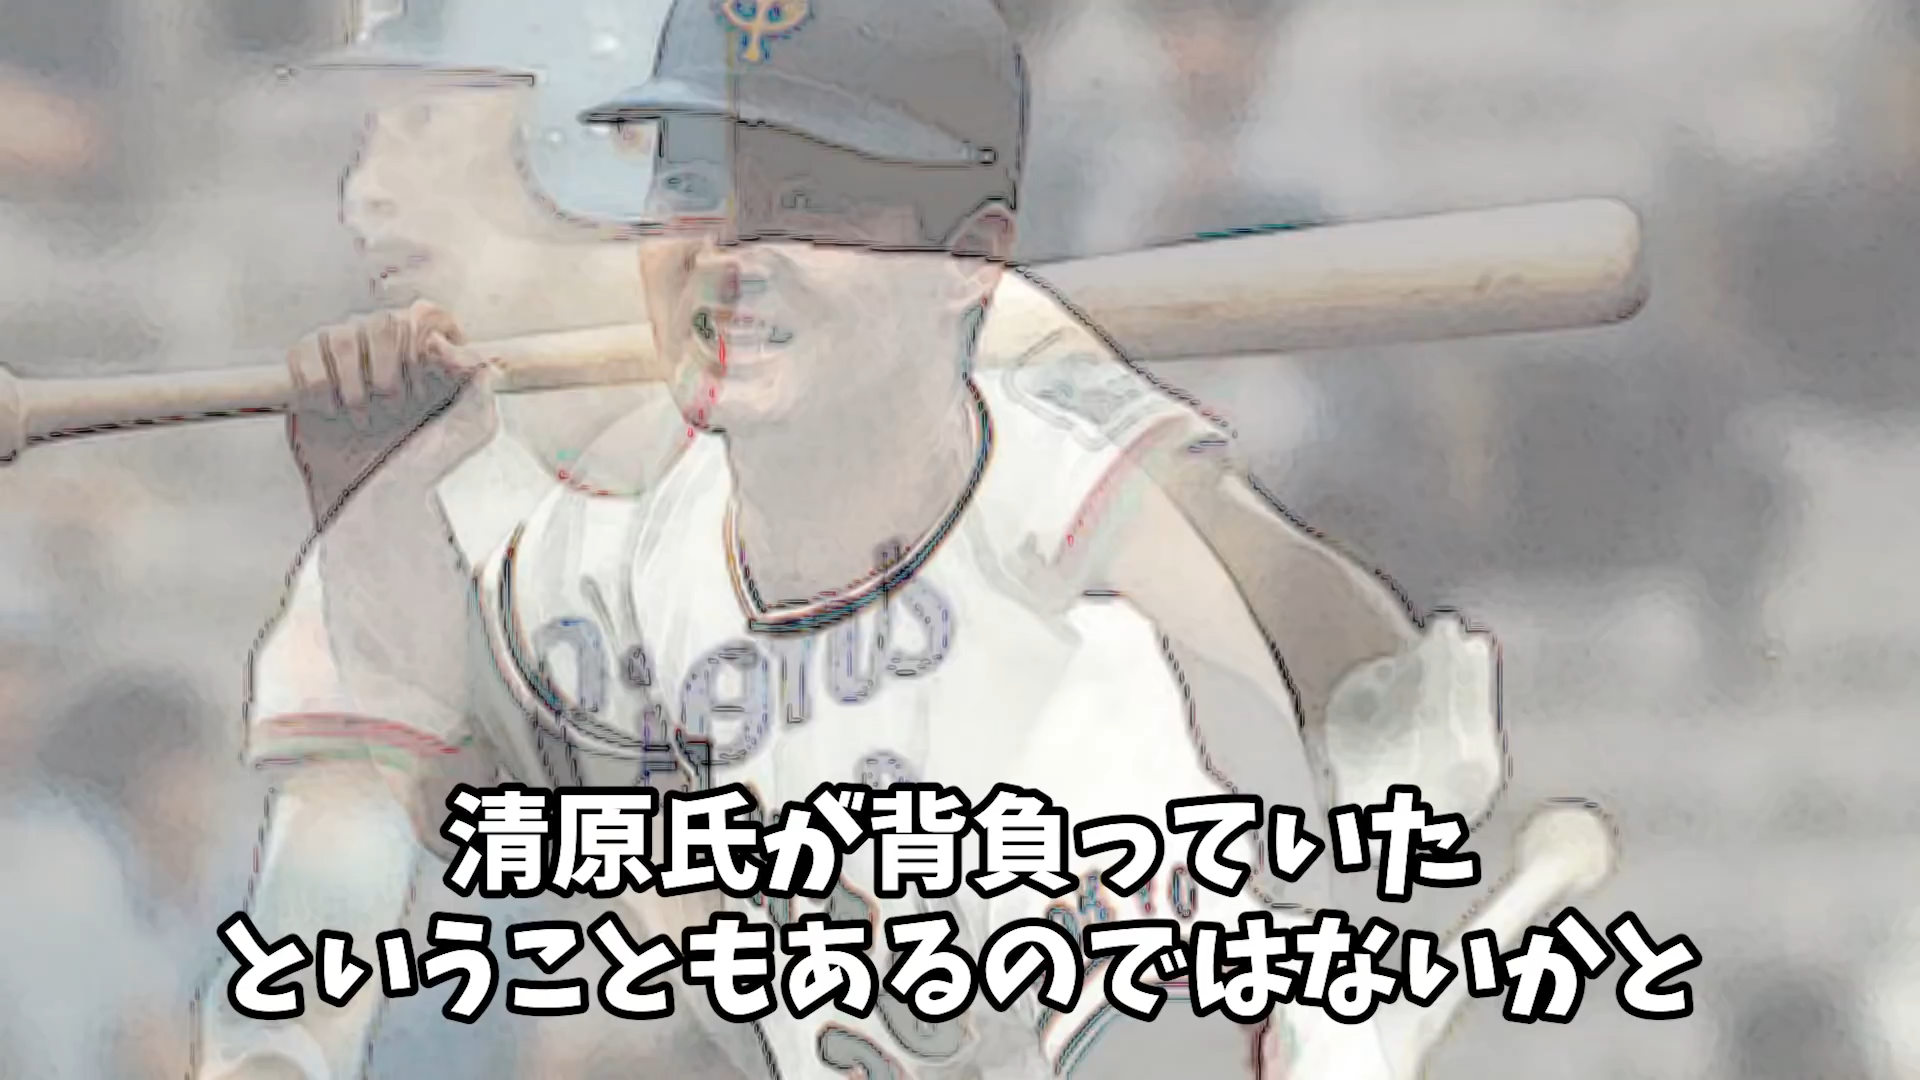 Giants
清原氏が背負っていた
ということもあるのではないかと